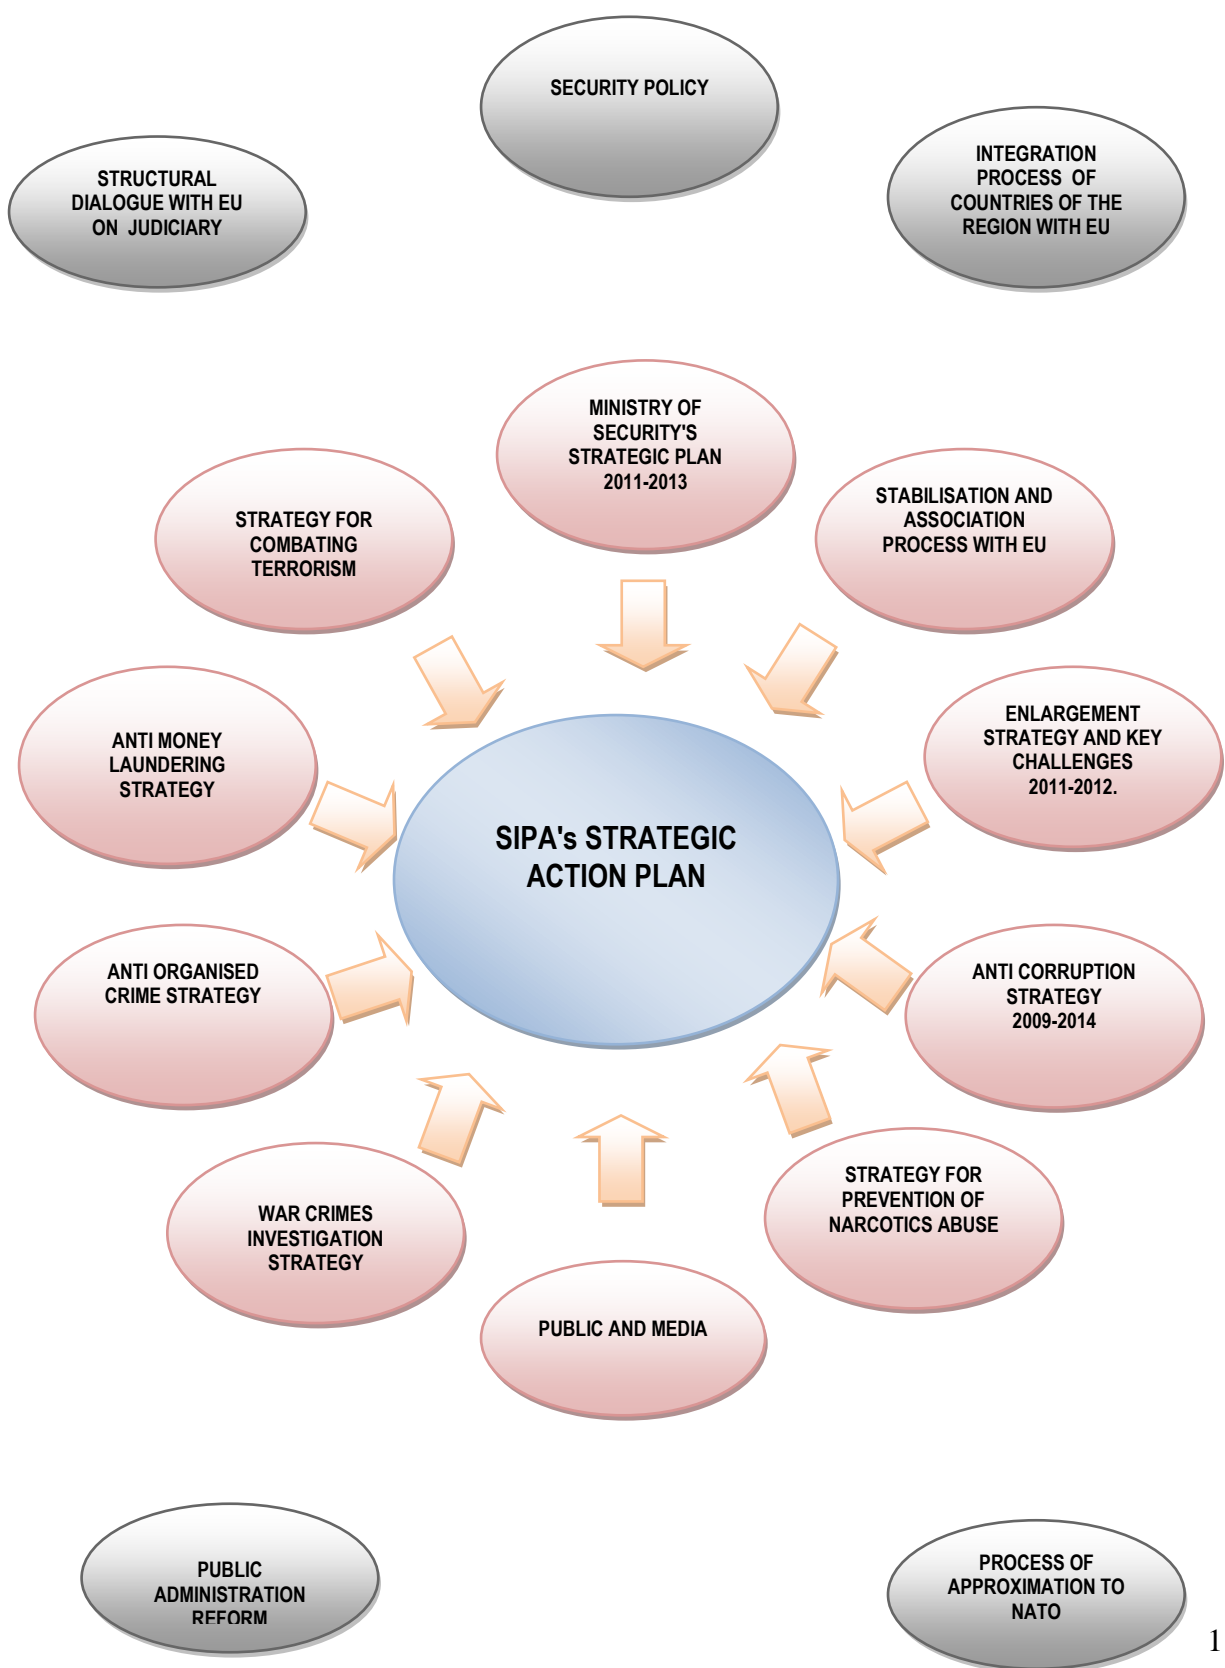 SECURITY POLICY
STRUCTURAL
DIALOGUE WITH EU
ON JUDICIARY
INTEGRATION
PROCESS OF
COUNTRIES OF THE
REGION WITH EU
MINISTRY OF
SECURITY'S
STRATEGIC PLAN
2011-2013
STRATEGY FOR
COMBATING
TERRORISM
STABILISATION AND
ASSOCIATION
PROCESS WITH EU
ANTI MONEY
LAUNDERING
STRATEGY
ENLARGEMENT
STRATEGY AND KEY
CHALLENGES
2011-2012.
SIPA's STRATEGIC
ACTION PLAN
ANTI ORGANISED
CRIME STRATEGY
ANTI CORRUPTION
STRATEGY
2009-2014
WAR CRIMES
INVESTIGATION
STRATEGY
STRATEGY FOR
PREVENTION OF
NARCOTICS ABUSE
PUBLIC AND MEDIA
PUBLIC
ADMINISTRATION
REFORM
PROCESS OF
APPROXIMATION TO
NATO
1